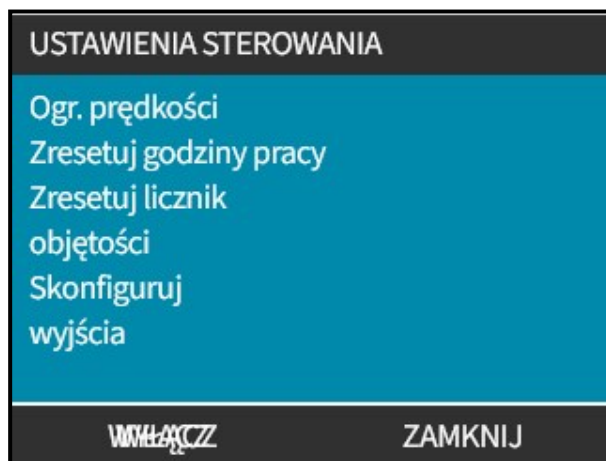 USTAWIENIA STEROWANIA
Ogr. prędkości
Zresetuj godziny pracy
Zresetuj licznik
objętości
Skonfiguruj
wyjścia
ZAMKNIJ